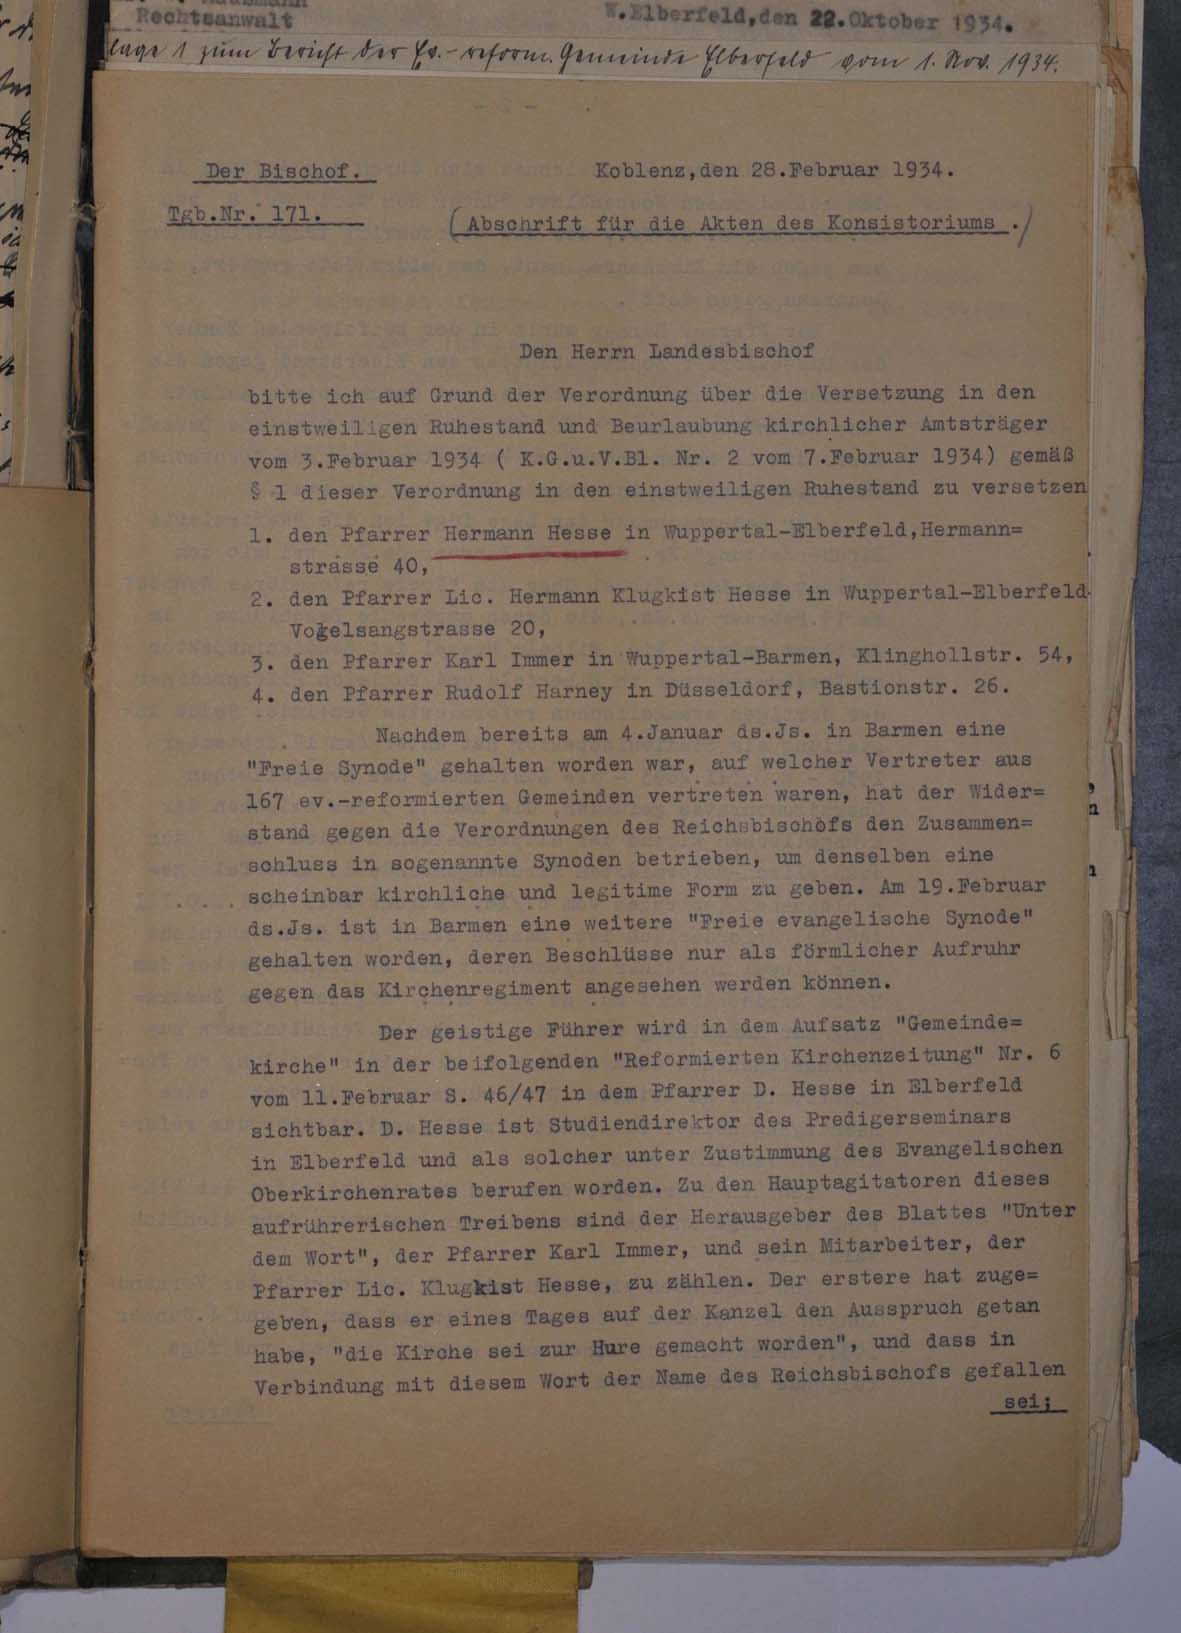 Rechtsanwalt
W.Elberfeld,den 22.Oktober 1934.
lage 1 zum Bericht der Ev.-reform. Gemeinde Elberfeld vom 1. Nov. 1934.
- 2 -
Der Bischof.
Koblenz,den 28.Februar 1934.
Tgb.Nr. 171.
(Abschrift für die Akten des Konsistoriums.)
Den Herrn Landesbischof
bitte ich auf Grund der Verordnung über die Versetzung in den
einstweiligen Ruhestand und Beurlaubung kirchlicher Amtsträger
vom 3.Februar 1934 ( K.G.u.V.Bl. Nr. 2 vom 7.Februar 1934) gemäß
§ 1 dieser Verordnung in den einstweiligen Ruhestand zu versetzen
1. den Pfarrer Hermann Hesse in Wuppertal-Elberfeld,Hermann=
strasse 40,
2. den Pfarrer Lic. Hermann Klugkist Hesse in Wuppertal-Elberfeld-
Vogelsangstrasse 20,
3. den Pfarrer Karl Immer in Wuppertal-Barmen, Klinghollstr. 54,
4. den Pfarrer Rudolf Harney in Düsseldorf, Bastionstr. 26.
Nachdem bereits am 4.Januar ds.Js. in Barmen eine
"Freie Synode" gehalten worden war, auf welcher Vertreter aus
167 ev.-reformierten Gemeinden vertreten waren, hat der Wider=
stand gegen die Verordnungen des Reichsbischofs den Zusammen=
schluss in sogenannte Synoden betrieben, um denselben eine
scheinbar kirchliche und legitime Form zu geben. Am 19.Februar
ds.Js. ist in Barmen eine weitere "Freie evangelische Synode"
gehalten worden, deren Beschlüsse nur als förmlicher Aufruhr
gegen das Kirchenregiment angesehen werden können.
Der geistige Führer wird in dem Aufsatz "Gemeinde=
kirche" in der beifolgenden "Reformierten Kirchenzeitung" Nr. 6
vom 11.Februar S. 46/47 in dem Pfarrer D. Hesse in Elberfeld
sichtbar. D. Hesse ist Studiendirektor des Predigerseminars
in Elberfeld und als solcher unter Zustimmung des Evangelischen
Oberkirchenrates berufen worden. Zu den Hauptagitatoren dieses
aufrührerischen Treibens sind der Herausgeber des Blattes "Unter
dem Wort", der Pfarrer Karl Immer, und sein Mitarbeiter, der
Pfarrer Lic. Klugkist Hesse, zu zählen. Der erstere hat zuge=
geben, dass er eines Tages auf der Kanzel den Ausspruch getan
habe, "die Kirche sei zur Hure gemacht worden", und dass in
Verbindung mit diesem Wort der Name des Reichsbischofs gefallen
sei;